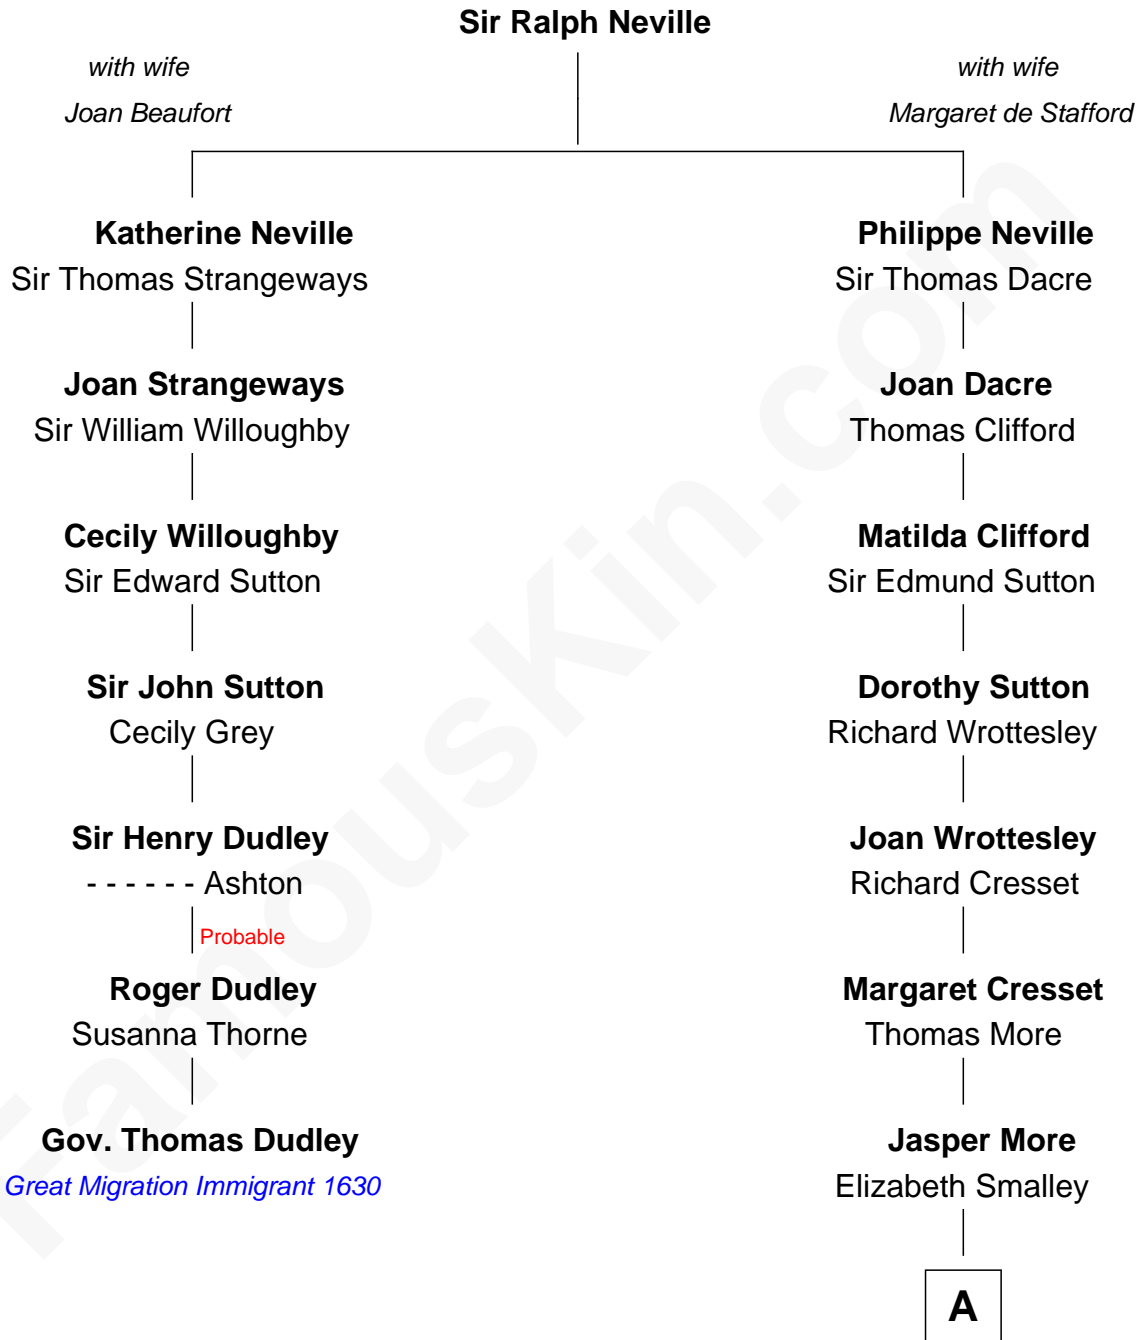 Sir Ralph Neville
with wife
Joan Beaufort
with wife
Margaret de Stafford
Katherine Neville
Sir Thomas Strangeways
Philippe Neville
Sir Thomas Dacre
Joan Strangeways
Sir William Willoughby
Joan Dacre
Thomas Clifford
Cecily Willoughby
Sir Edward Sutton
Matilda Clifford
Sir Edmund Sutton
Sir John Sutton
Cecily Grey
Dorothy Sutton
Richard Wrottesley
Sir Henry Dudley
- - - - - - Ashton
Joan Wrottesley
Richard Cresset
Probable
Roger Dudley
Susanna Thorne
Margaret Cresset
Thomas More
Gov. Thomas Dudley
Great Migration Immigrant 1630
Jasper More
Elizabeth Smalley
A
FamousKin.com